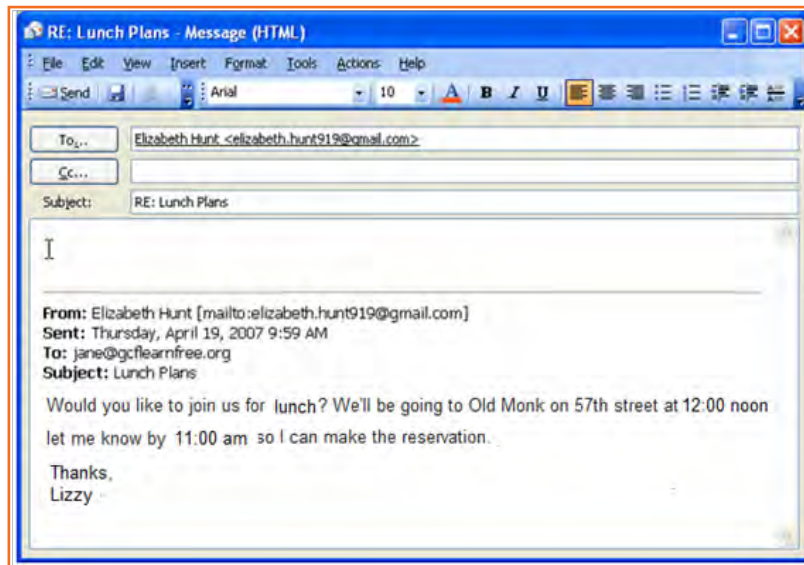 RE: Lunch Plans - Message (HTML)
File Edit View Insert Format Tools Actions Help
Send Arial 10 A B I U
To... Elizabeth Hunt <elizabeth.hunt919@gmail.com>
Cc...
Subject: RE: Lunch Plans
From: Elizabeth Hunt [mailto:elizabeth.hunt919@gmail.com]
Sent: Thursday, April 19, 2007 9:59 AM
To: jane@gcflearnfree.org
Subject: Lunch Plans
Would you like to join us for lunch? We'll be going to Old Monk on 57th street at 12:00 noon
let me know by 11:00 am so I can make the reservation.
Thanks,
Lizzy